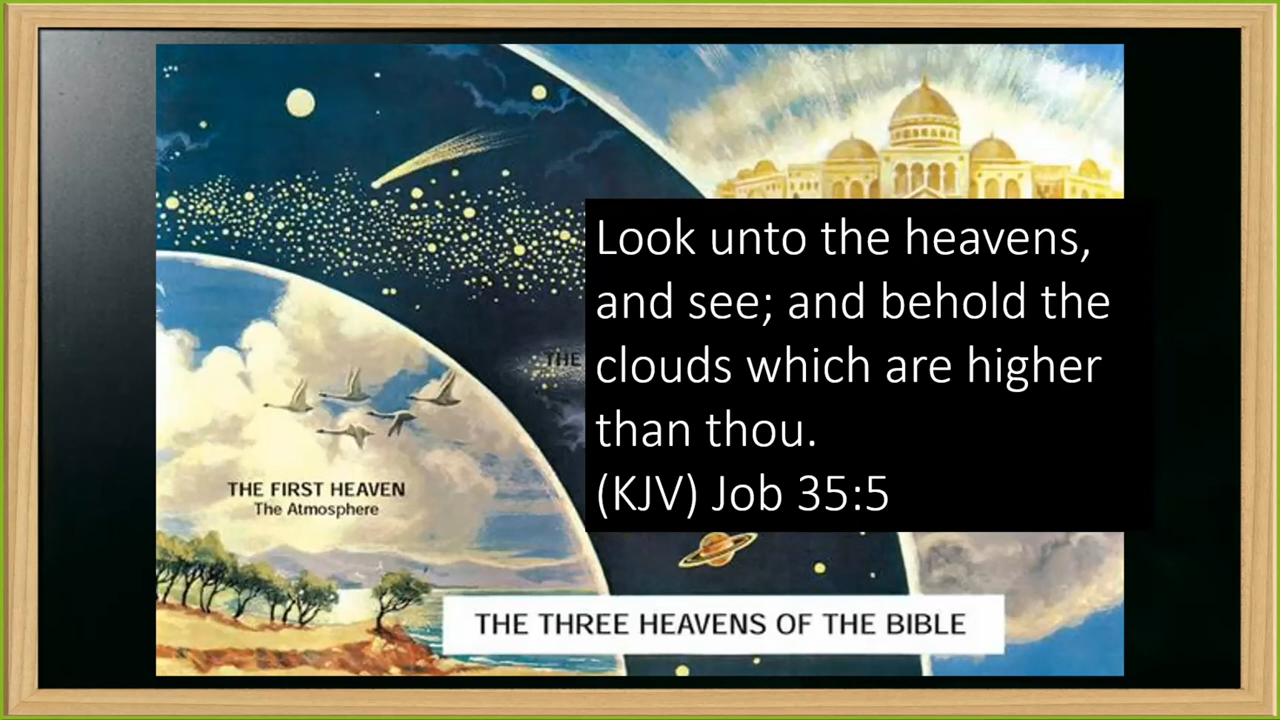 Look unto the heavens,
and see; and behold the
clouds which are higher
than thou.
(KJV) Job 35:5
THE
THE FIRST HEAVEN
The Atmosphere
THE THREE HEAVENS OF THE BIBLE